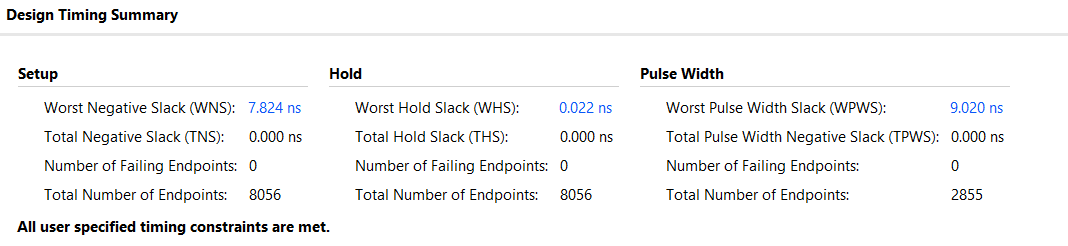 Design Timing Summary
Setup Hold Pulse Width
Worst Negative Slack (WNS): 7.824 ns Worst Hold Slack (WHS): 0.022 ns Worst Pulse Width Slack (WPWS): 9.020 ns
Total Negative Slack (TNS): 0.000 ns Total Hold Slack (THS): 0.000 ns Total Pulse Width Negative Slack (TPWS): 0.000 ns
Number of Failing Endpoints: 0 Number of Failing Endpoints: 0 Number of Failing Endpoints: 0
Total Number of Endpoints: 8056 Total Number of Endpoints: 8056 Total Number of Endpoints: 2855
All user specified timing constraints are met.